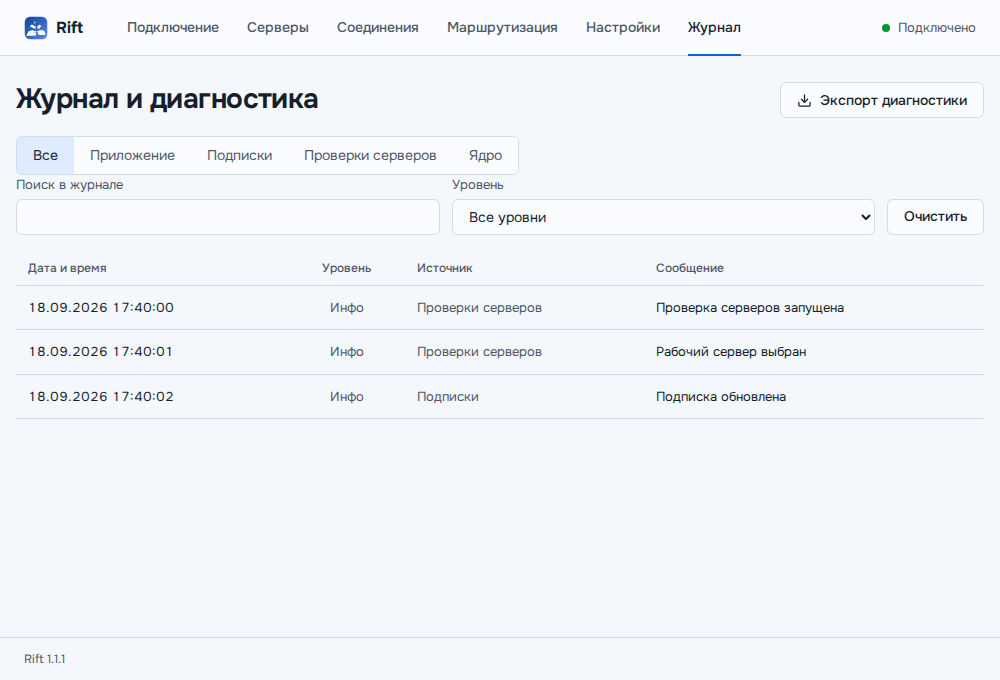 Rift Подключение Серверы Соединения Маршрутизация Настройки Журнал Подключено
Журнал и диагностика Экспорт диагностики
Все Приложение Подписки Проверки серверов Ядро
Поиск в журнале Уровень
Все уровни Очистить
Дата и время Уровень Источник Сообщение
18.09.2026 17:40:00 Инфо Проверки серверов Проверка серверов запущена
18.09.2026 17:40:01 Инфо Проверки серверов Рабочий сервер выбран
18.09.2026 17:40:02 Инфо Подписки Подписка обновлена
Rift 1.1.1